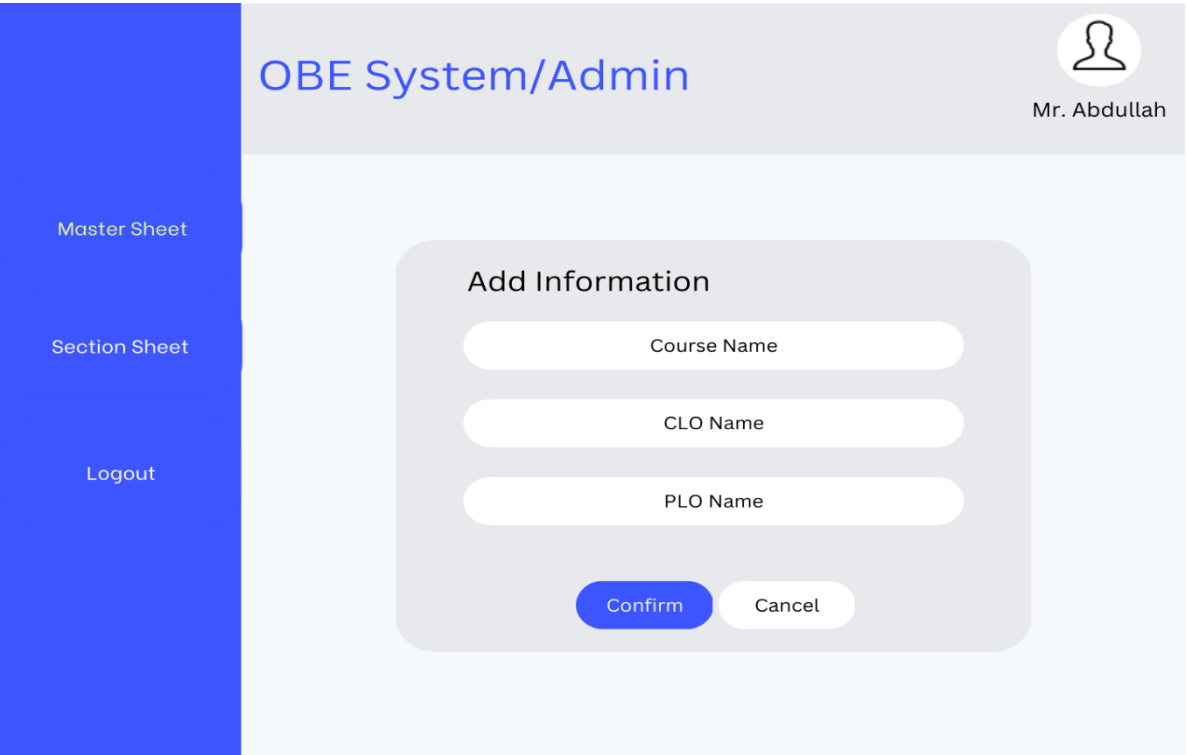 OBE System/Admin
Mr. Abdullah
Master Sheet
Section Sheet
Logout
Add Information
Course Name
CLO Name
PLO Name
Confirm
Cancel